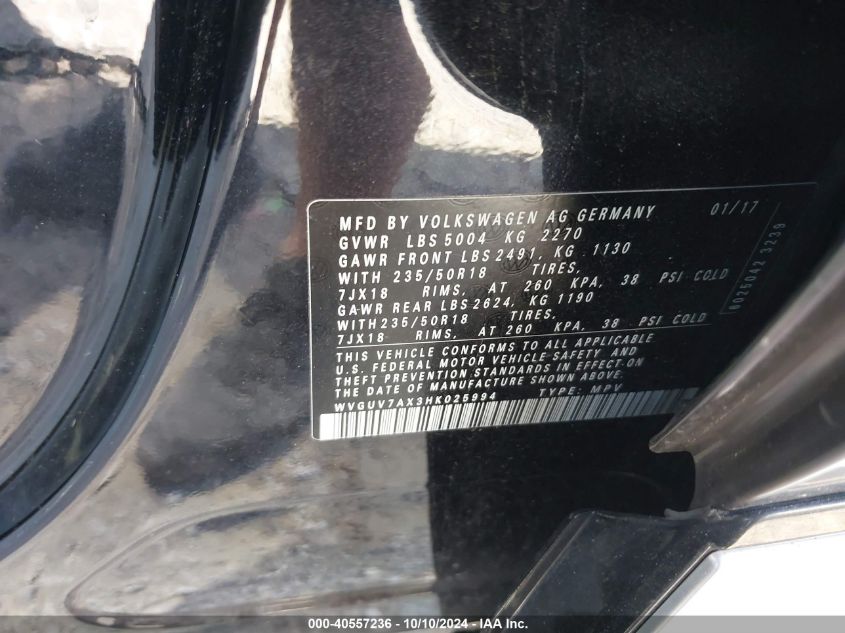 MFD BY VOLKSWAGEN AG GERMANY 01/17
GVWR LBS 5004 KG 2270
GAWR FRONT LBS 2491, KG 1130
WITH 235/50R18 TIRES,
7JX18 RIMS, AT 260 KPA, 38 PSI COLD
GAWR REAR LBS 2624, KG 1190
WITH 235/50R18 TIRES,
7JX18 RIMS, AT 260 KPA, 38 PSI COLD
THIS VEHICLE CONFORMS TO ALL APPLICABLE
U.S. FEDERAL MOTOR VEHICLE SAFETY AND
THEFT PREVENTION STANDARDS IN EFFECT ON
THE DATE OF MANUFACTURE SHOWN ABOVE.
WVGUV7AX3HK025994 TYPE: MPV
0025042 3239
000-40557236 - 10/10/2024 - IAA Inc.